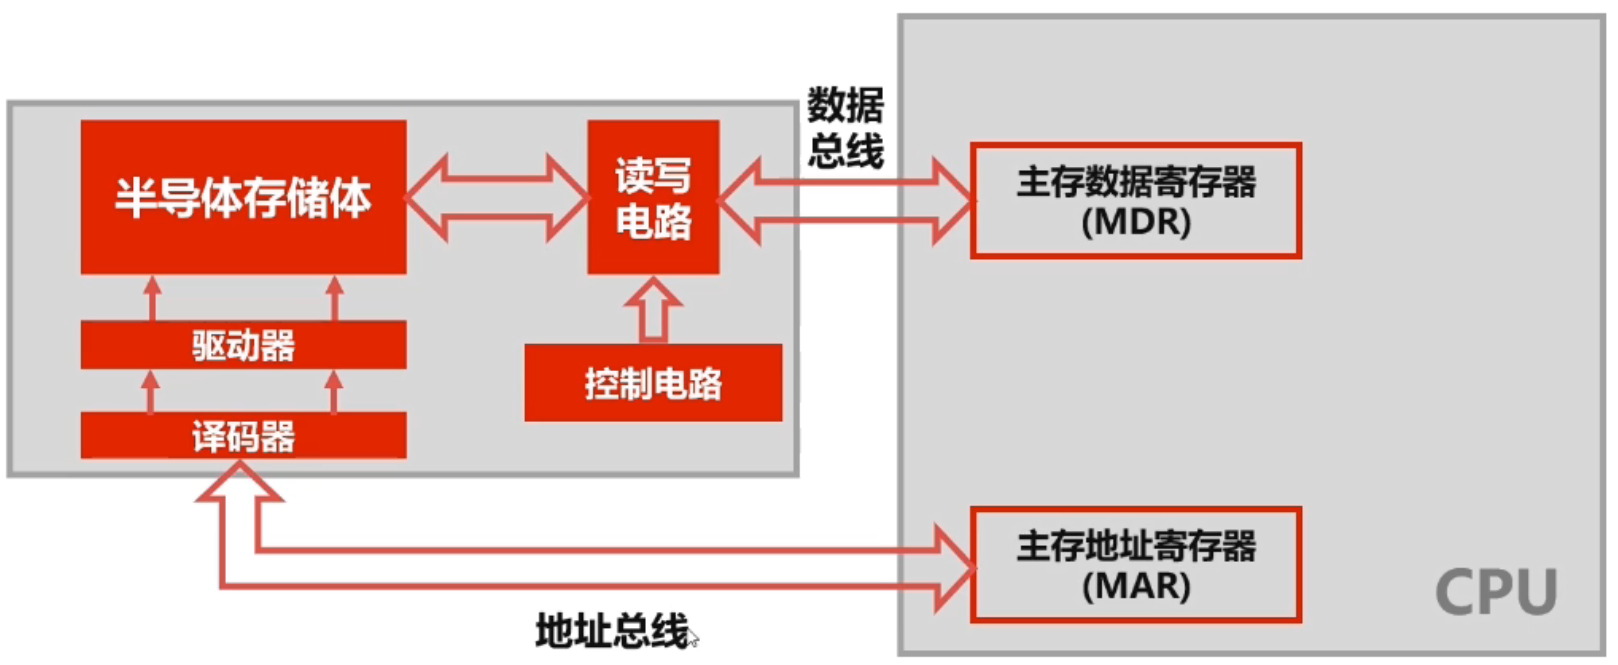 数据
总线
半导体存储体
读写
电路
主存数据寄存器
(MDR)
驱动器
控制电路
译码器
主存地址寄存器
(MAR)
CPU
地址总线